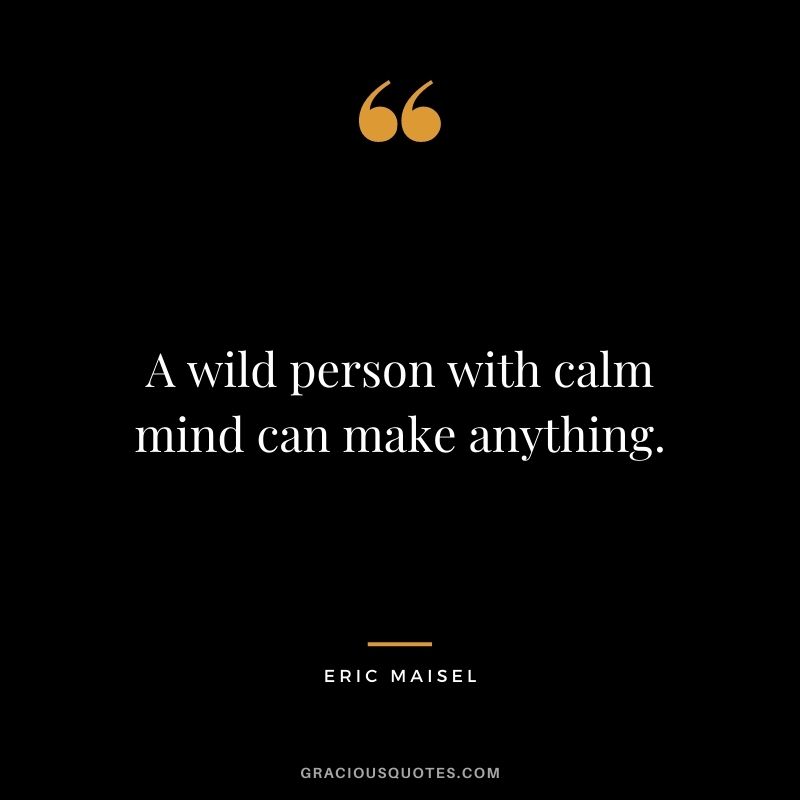 “
A wild person with calm
mind can make anything.
ERIC MAISEL
GRACIOUSQUOTES.COM